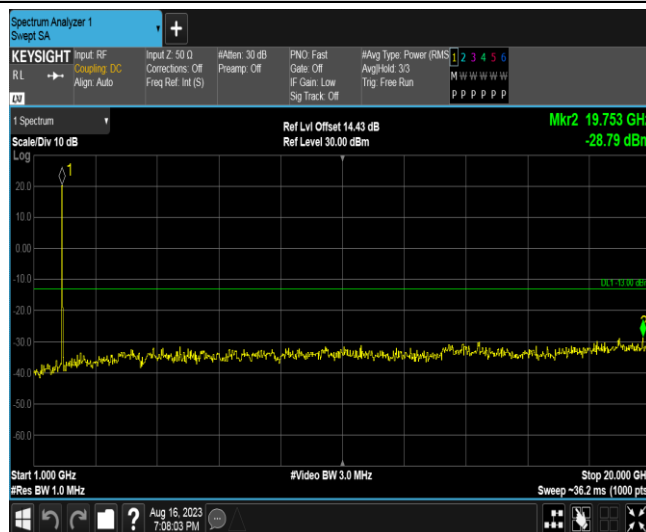 Spectrum Analyzer 1
Swept SA
+
KEYSIGHT
RL
LXI
Input: RF
Coupling: DC
Align: Auto
Input Z: 50 Ω
Corrections: Off
Freq Ref: Int (S)
#Atten: 30 dB
Preamp: Off
PNO: Fast
Gate: Off
IF Gain: Low
Sig Track: Off
#Avg Type: Power (RMS
Avg|Hold: 3/3
Trig: Free Run
1 2 3 4 5 6
M W W W W W
P P P P P P
1 Spectrum
Scale/Div 10 dB
Log
Ref Lvl Offset 14.43 dB
Ref Level 30.00 dBm
Mkr2 19.753 GHz
-28.79 dBm
1
20.0
10.0
0.00
-10.0
DL1 -13.00 dBm
-20.0
-30.0
-40.0
-50.0
-60.0
Start 1.000 GHz
#Video BW 3.0 MHz
Stop 20.000 GH
#Res BW 1.0 MHz
Sweep ~36.2 ms (1000 pts
?
Aug 16, 2023
7:08:03 PM